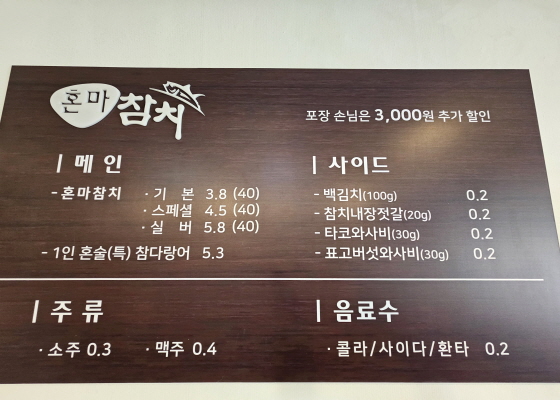 혼마 참치
포장 손님은 3,000원 추가 할인
| 메 인
- 혼마참치 · 기 본 3.8 (40)
· 스페셜 4.5 (40)
· 실 버 5.8 (40)
- 1인 혼술(특) 참다랑어 5.3
| 사이드
- 백김치(100g) 0.2
- 참치내장젓갈(20g) 0.2
- 타코와사비(30g) 0.2
- 표고버섯와사비(30g) 0.2
| 주 류
· 소주 0.3 · 맥주 0.4
| 음료수
· 콜라/사이다/환타 0.2